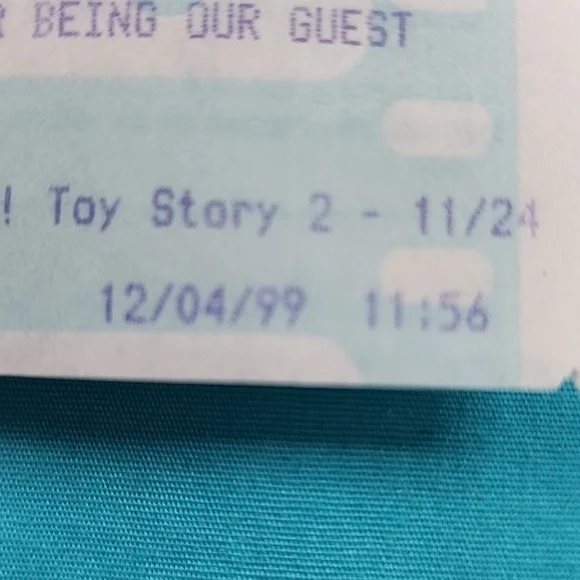 BEING OUR GUEST
! Toy Story 2 - 11/24
12/04/99 11:56